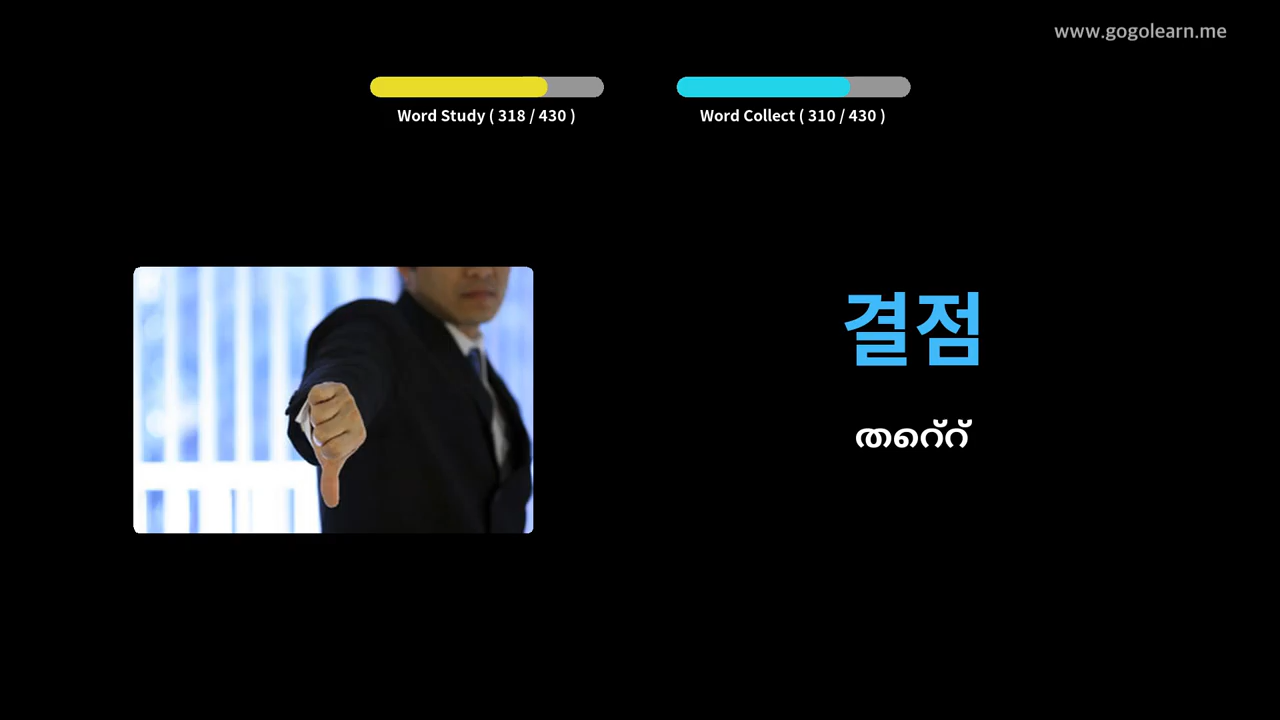 www.gogolearn.me
Word Study ( 318 / 430 )
Word Collect ( 310 / 430 )
결점
തെറ്റ്